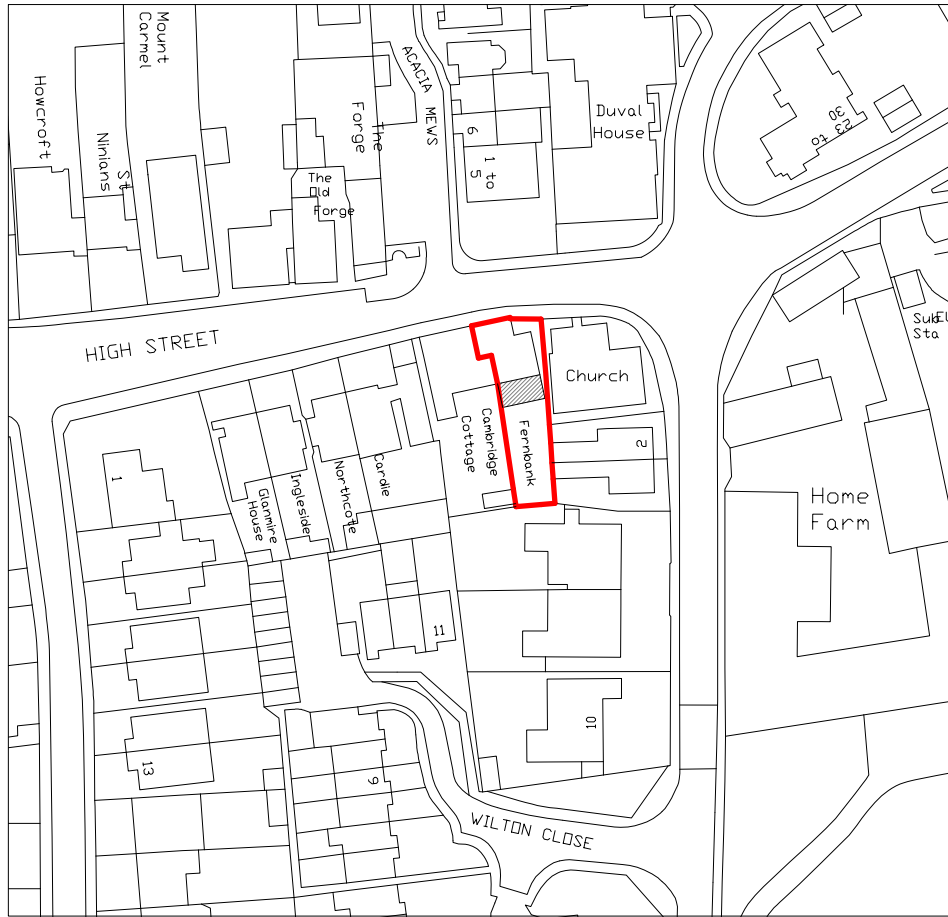 Mount
Carmel
Howcroft
St
Ninians
The
Forge
The
Old
Forge
ACACIA MEWS
6
1 to
5
Duval
House
23 to
30
Sub El
Sta
HIGH STREET
Church
Cambridge
Cottage
Fernbank
2
Home
Farm
1
Glanmire
House
Ingleside
Northcote
Cardie
11
10
13
9
WILTON CLOSE